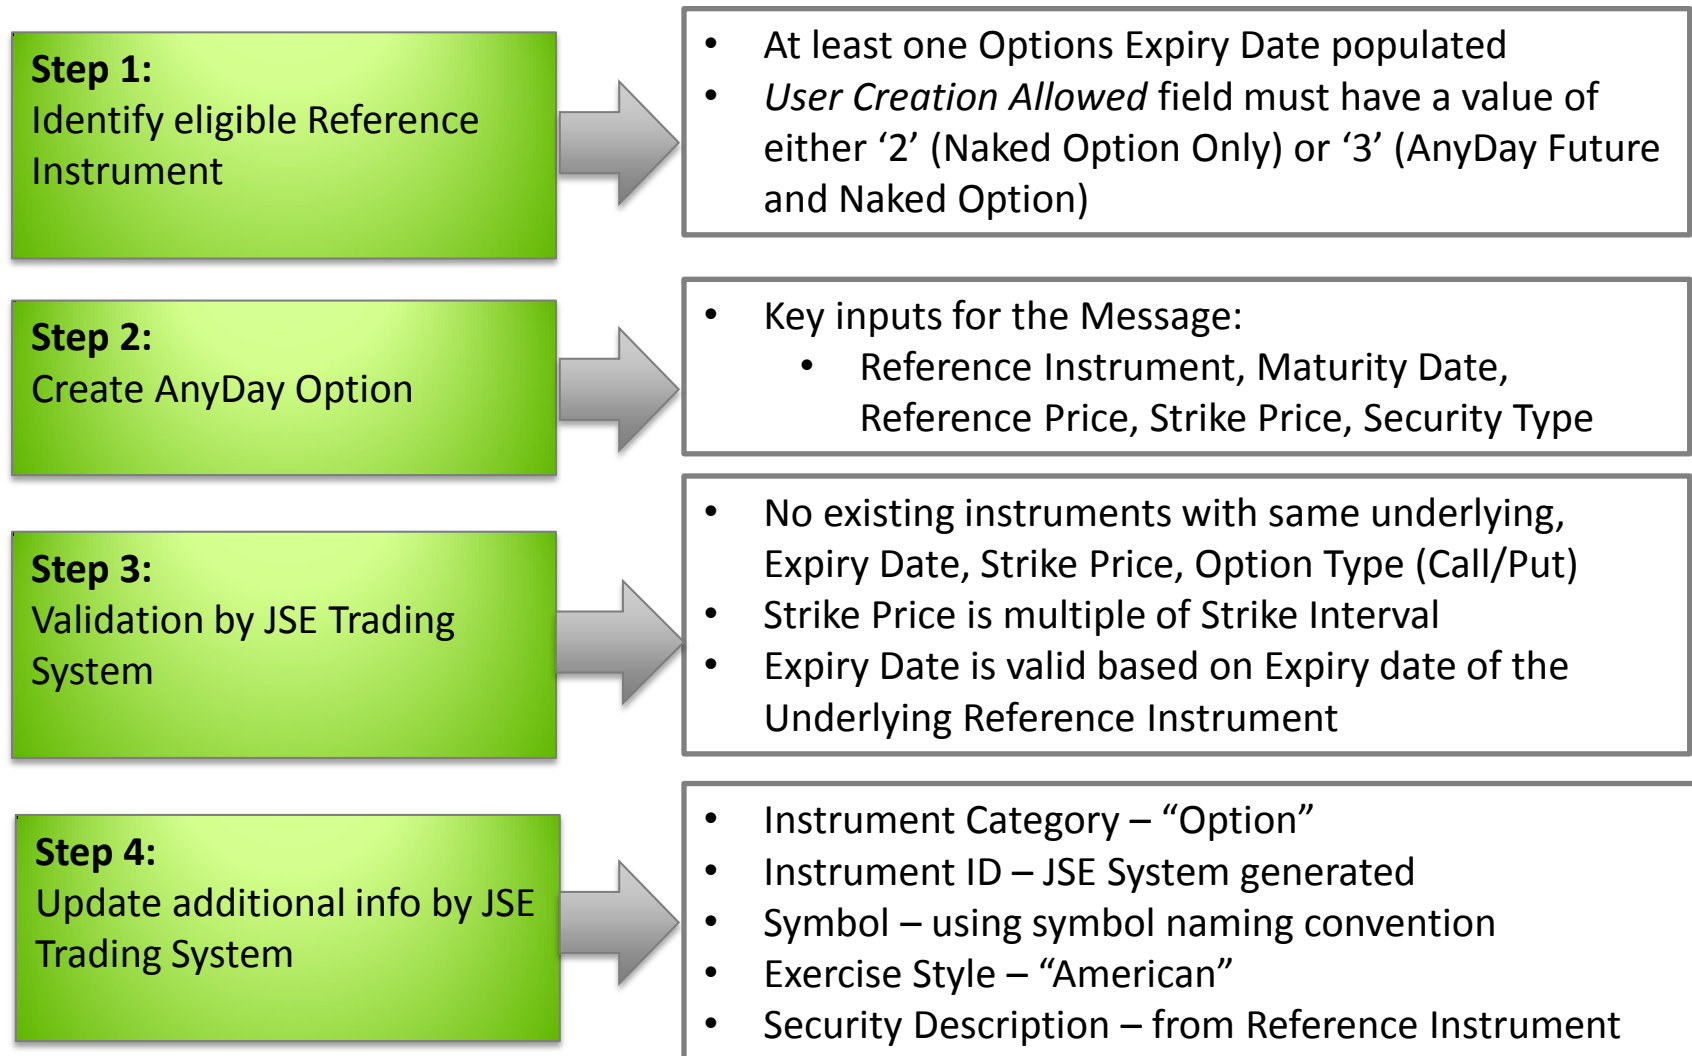 Step 1:
Identify eligible Reference
Instrument
• At least one Options Expiry Date populated
• User Creation Allowed field must have a value of
either ‘2’ (Naked Option Only) or ‘3’ (AnyDay Future
and Naked Option)
Step 2:
Create AnyDay Option
• Key inputs for the Message:
• Reference Instrument, Maturity Date,
Reference Price, Strike Price, Security Type
Step 3:
Validation by JSE Trading
System
• No existing instruments with same underlying,
Expiry Date, Strike Price, Option Type (Call/Put)
• Strike Price is multiple of Strike Interval
• Expiry Date is valid based on Expiry date of the
Underlying Reference Instrument
Step 4:
Update additional info by JSE
Trading System
• Instrument Category – “Option”
• Instrument ID – JSE System generated
• Symbol – using symbol naming convention
• Exercise Style – “American”
• Security Description – from Reference Instrument